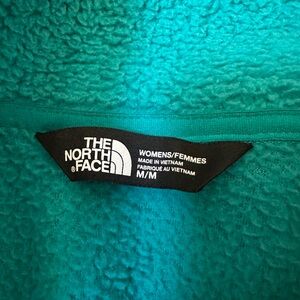 THE
NORTH
FACE
WOMENS/FEMMES
MADE IN VIETNAM
FABRIQUÉ AU VIETNAM
M/M